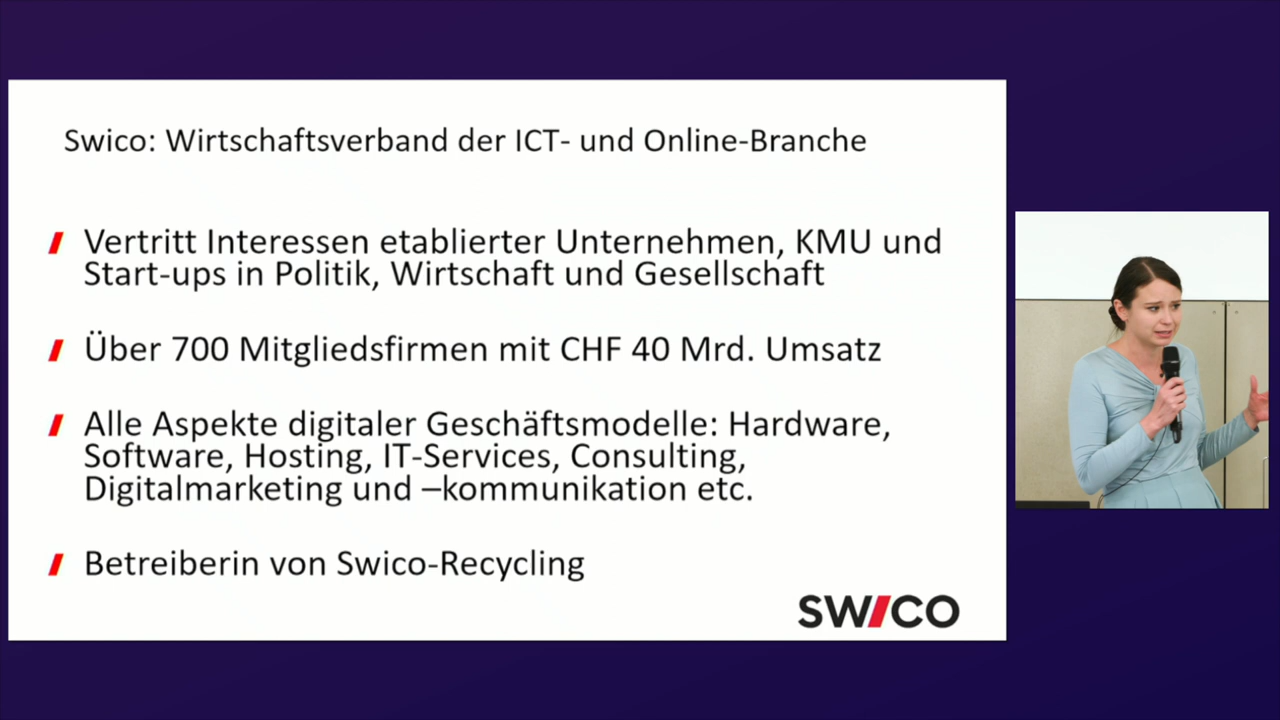 Swico: Wirtschaftsverband der ICT- und Online-Branche
Vertritt Interessen etablierter Unternehmen, KMU und
Start-ups in Politik, Wirtschaft und Gesellschaft
Über 700 Mitgliedsfirmen mit CHF 40 Mrd. Umsatz
Alle Aspekte digitaler Geschäftsmodelle: Hardware,
Software, Hosting, IT-Services, Consulting,
Digitalmarketing und –kommunikation etc.
Betreiberin von Swico-Recycling
SWICO